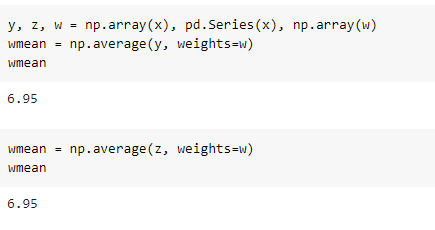 y, z, w = np.array(x), pd.Series(x), np.array(w)
wmean = np.average(y, weights=w)
wmean
6.95
wmean = np.average(z, weights=w)
wmean
6.95